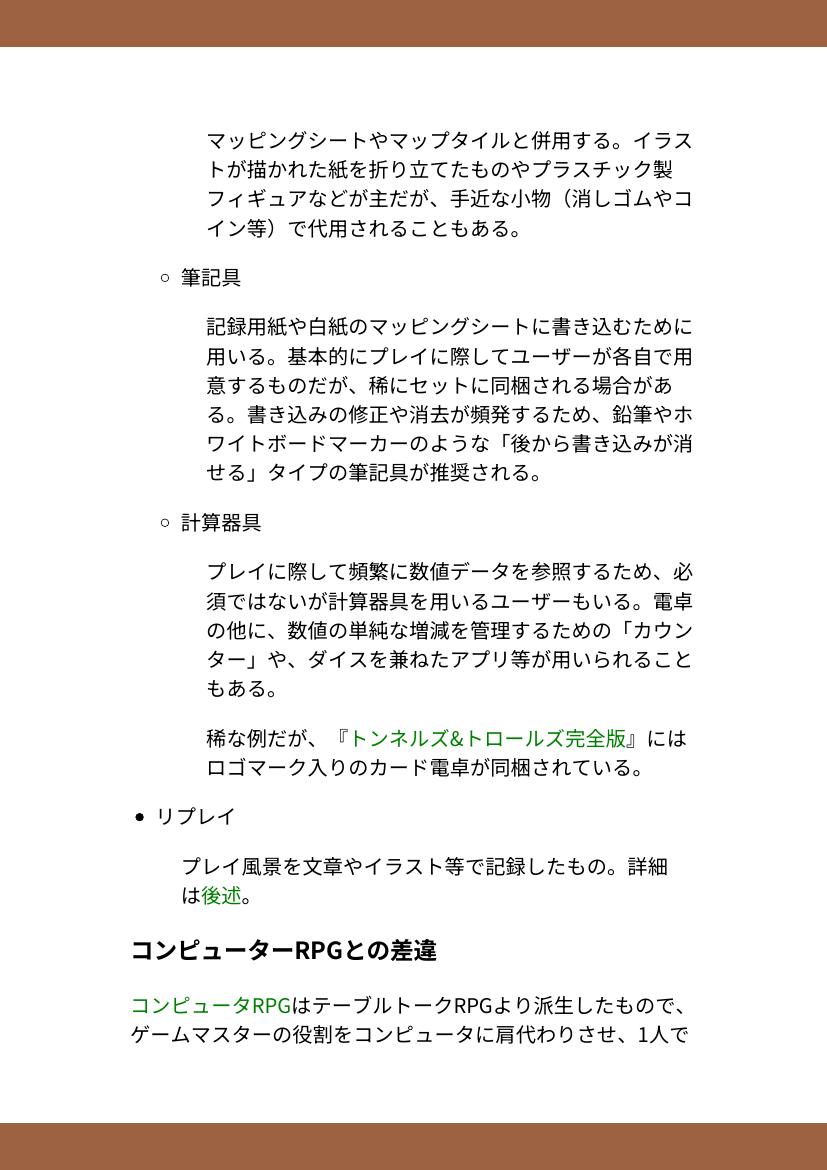 マッピングシートやマップタイルと併用する。イラス
トが描かれた紙を折り立てたものやプラスチック製
フィギュアなどが主だが、手近な小物（消しゴムやコ
イン等）で代用されることもある。
○ 筆記具
記録用紙や白紙のマッピングシートに書き込むために
用いる。基本的にプレイに際してユーザーが各自で用
意するものだが、稀にセットに同梱される場合があ
る。書き込みの修正や消去が頻発するため、鉛筆やホ
ワイトボードマーカーのような「後から書き込みが消
せる」タイプの筆記具が推奨される。
○ 計算器具
プレイに際して頻繁に数値データを参照するため、必
須ではないが計算器具を用いるユーザーもいる。電卓
の他に、数値の単純な増減を管理するための「カウン
ター」や、ダイスを兼ねたアプリ等が用いられること
もある。
稀な例だが、『トンネルズ&トロールズ完全版』には
ロゴマーク入りのカード電卓が同梱されている。
● リプレイ
プレイ風景を文章やイラスト等で記録したもの。詳細
は後述。
コンピューターRPGとの差違
コンピュータRPGはテーブルトークRPGより派生したもので、
ゲームマスターの役割をコンピュータに肩代わりさせ、1人で